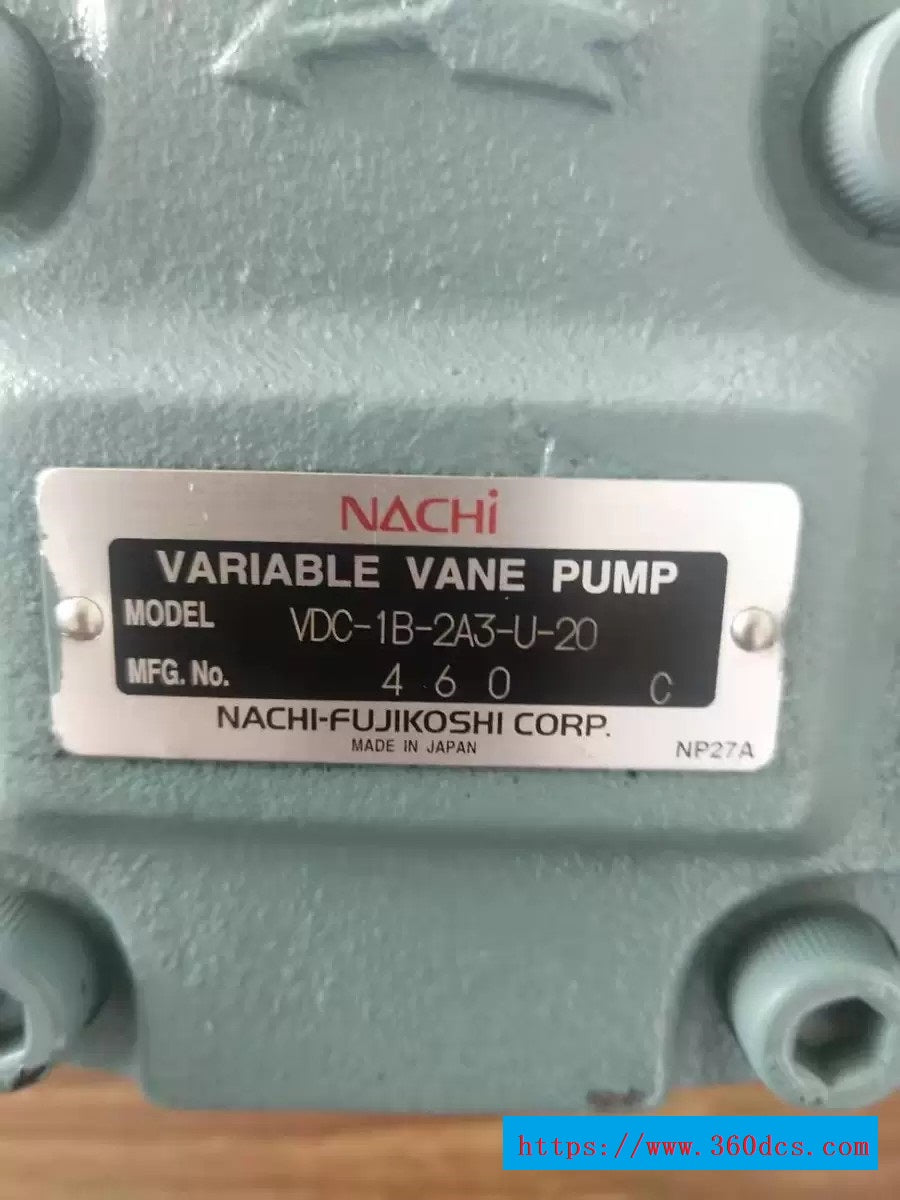 NACHi
VARIABLE VANE PUMP
MODEL VDC-1B-2A3-U-20
MFG. No. 4 6 0 C
NACHI-FUJIKOSHI CORP.
MADE IN JAPAN NP27A
https://www.360dcs.com